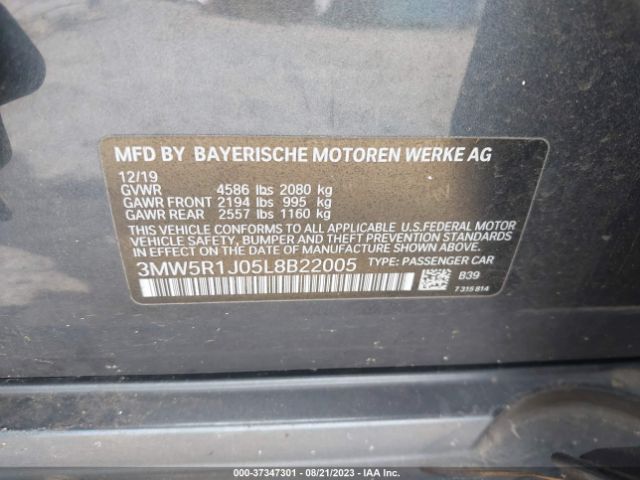 MFD BY BAYERISCHE MOTOREN WERKE AG
12/19
GVWR 4586 lbs 2080 kg
GAWR FRONT 2194 lbs 995 kg
GAWR REAR 2557 lbs 1160 kg
THIS VEHICLE CONFORMS TO ALL APPLICABLE U.S.FEDERAL MOTOR
VEHICLE SAFETY, BUMPER AND THEFT PREVENTION STANDARDS
IN EFFECT ON THE DATE OF MANUFACTURE SHOWN ABOVE.
3MW5R1J05L8B22005 TYPE: PASSENGER CAR
B39
7 315 814
000-37347301 - 08/21/2023 - IAA Inc.